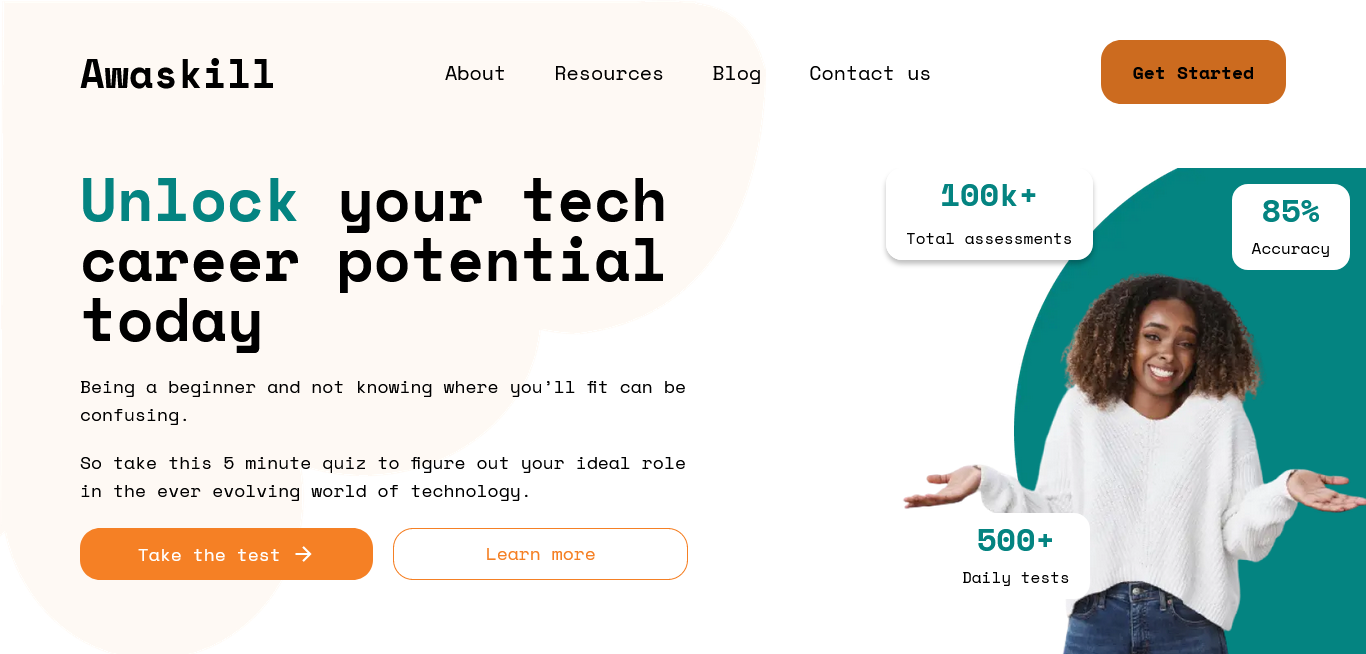 Awaskill
About
Resources
Blog
Contact us
Get Started
Unlock your tech
career potential
today
Being a beginner and not knowing where you’ll fit can be
confusing.
So take this 5 minute quiz to figure out your ideal role
in the ever evolving world of technology.
Take the test →
Learn more
100k+
Total assessments
85%
Accuracy
500+
Daily tests